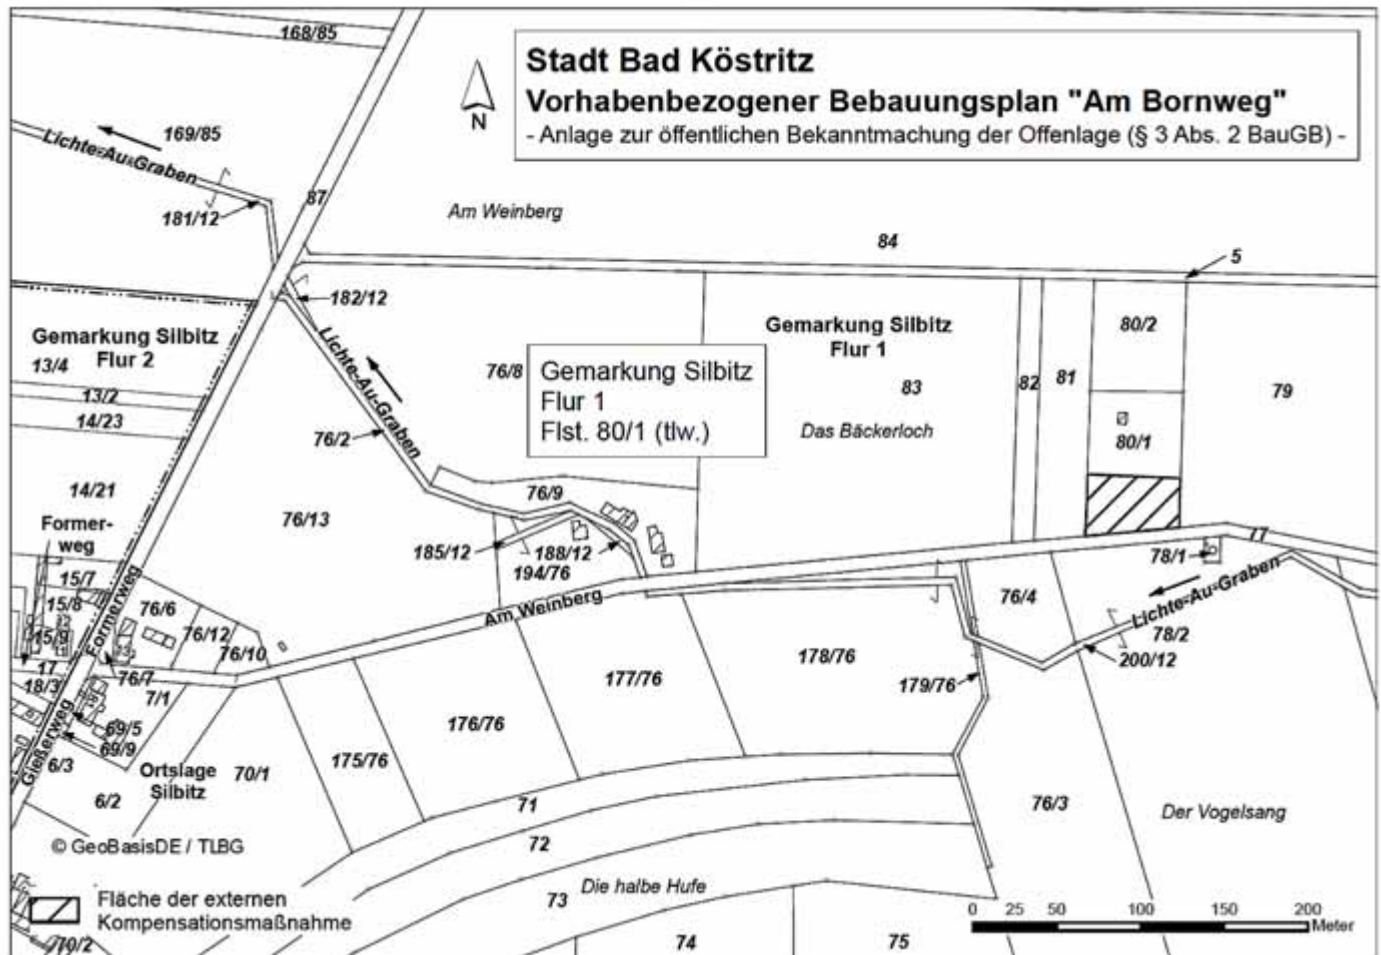 168/85
Stadt Bad Köstritz
Vorhabenbezogener Bebauungsplan "Am Bornweg"
- Anlage zur öffentlichen Bekanntmachung der Offenlage (§ 3 Abs. 2 BauGB) -
N
169/85
Lichte-Au-Graben
87
181/12
Am Weinberg
84
5
182/12
Gemarkung Silbitz
Flur 2
13/4
13/2
14/23
Lichte-Au-Graben
76/8
Gemarkung Silbitz
Flur 1
Flst. 80/1 (tlw.)
Gemarkung Silbitz
Flur 1
83
82
81
80/2
79
76/2
Das Bäckerloch
80/1
14/21
76/13
76/9
Former-
weg
185/12
188/12
78/1
15/7
15/8
15/9
Formerweg
76/6
76/12
76/10
194/76
Am Weinberg
76/4
Lichte-Au-Graben
78/2
200/12
17
18/3
76/7
7/1
177/76
178/76
179/76
69/5
69/9
Gießerweg
6/3
6/2
Ortslage
Silbitz
70/1
175/76
176/76
71
72
76/3
Der Vogelsang
© GeoBasisDE / TLBG
73
Die halbe Hufe
Fläche der externen
Kompensationsmaßnahme
70/2
74
75
0 25 50 100 150 200
Meter